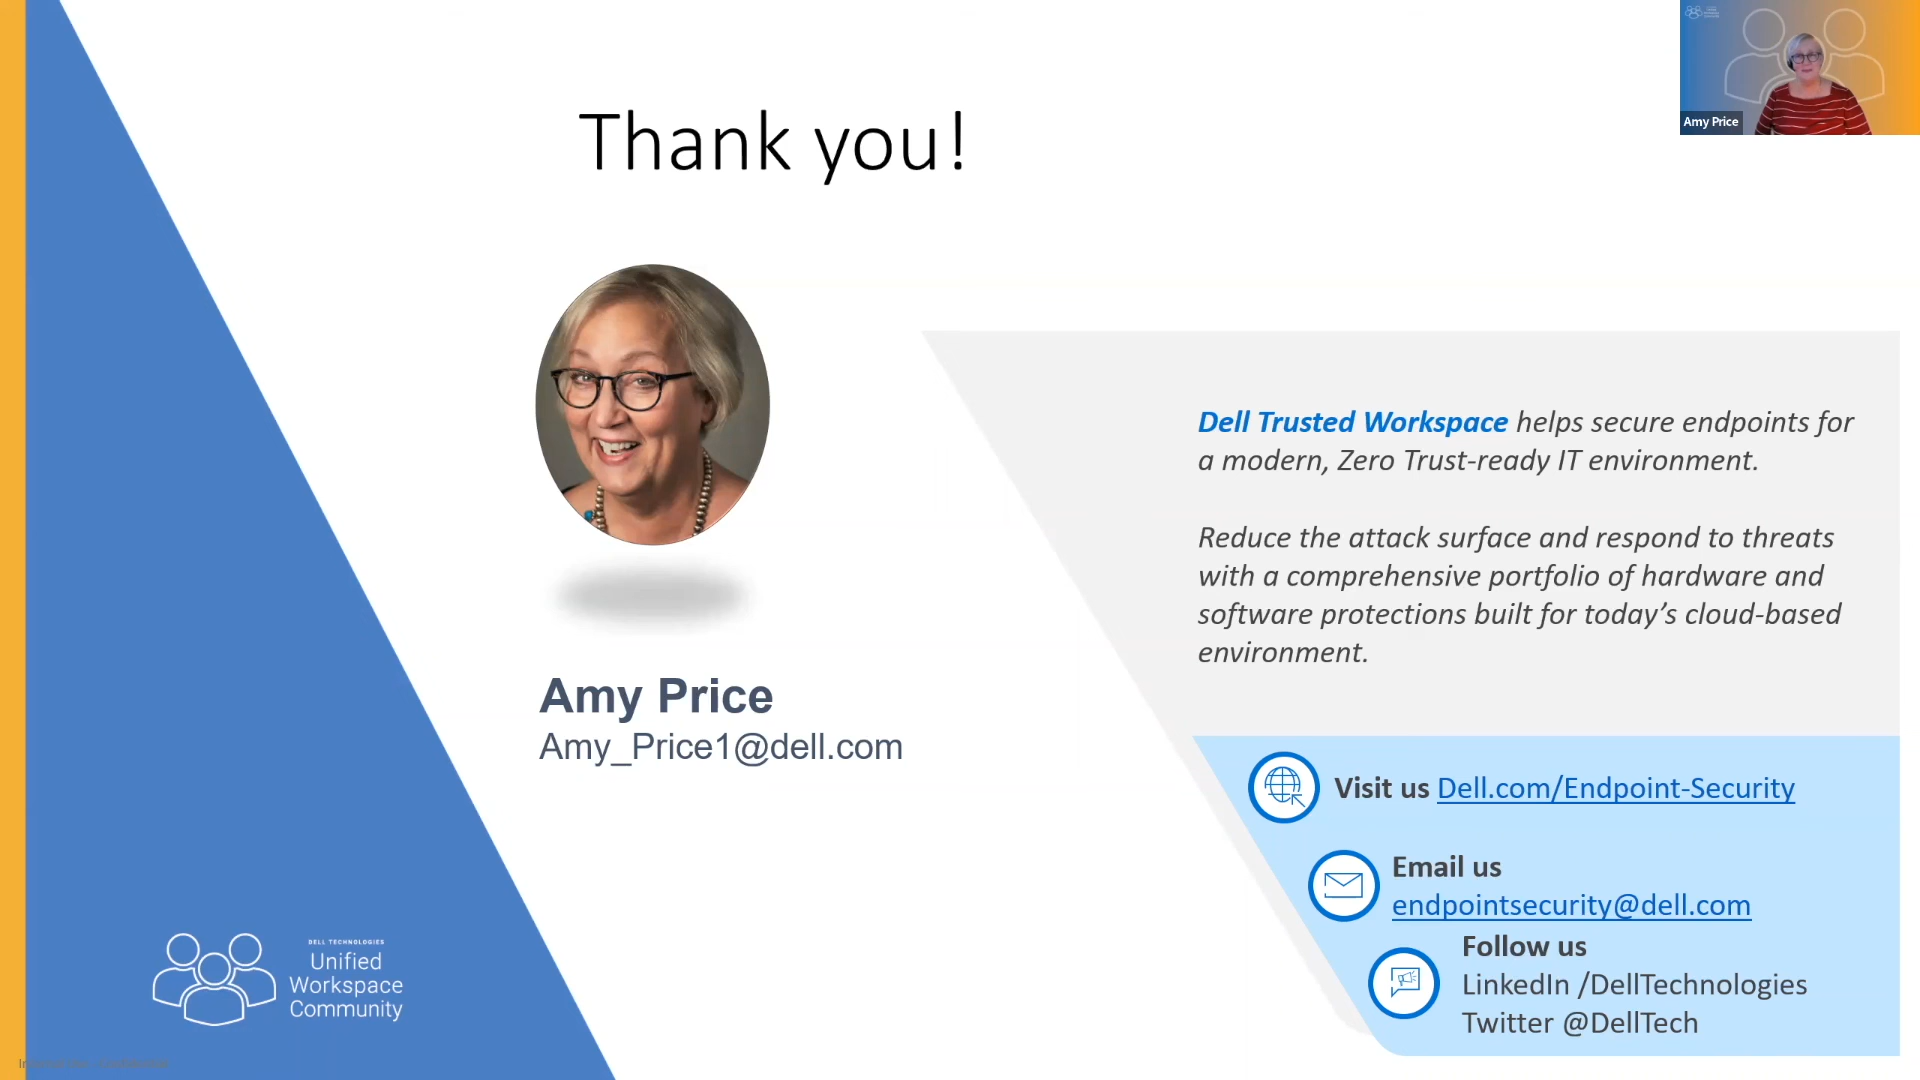 Thank you!
Amy Price
Amy Price
Amy_Price1@dell.com
Dell Trusted Workspace helps secure endpoints for
a modern, Zero Trust-ready IT environment.
Reduce the attack surface and respond to threats
with a comprehensive portfolio of hardware and
software protections built for today’s cloud-based
environment.
Visit us Dell.com/Endpoint-Security
Email us
endpointsecurity@dell.com
Follow us
LinkedIn /DellTechnologies
Twitter @DellTech
DELL TECHNOLOGIES
Unified
Workspace
Community